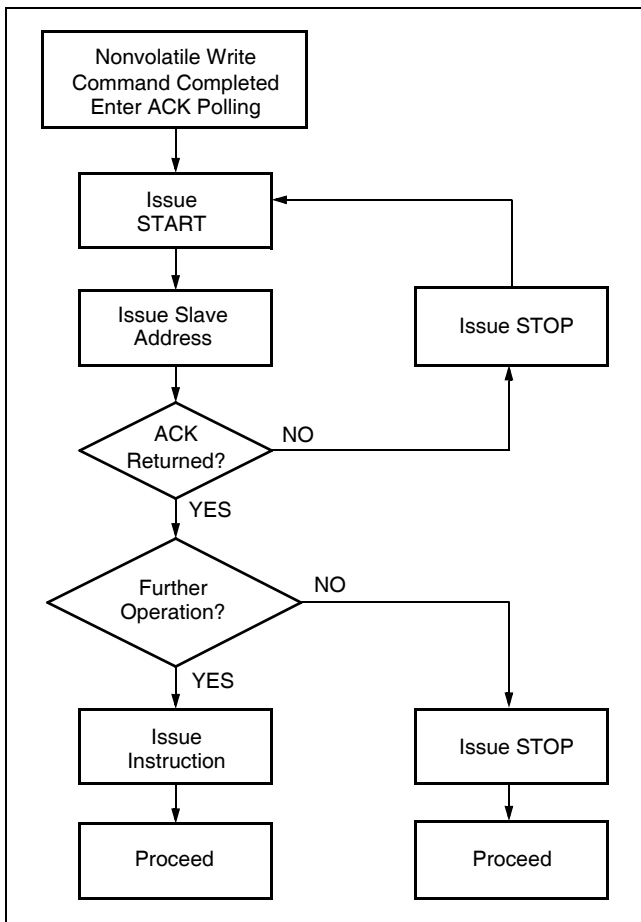 Nonvolatile Write
Command Completed
Enter ACK Polling
Issue
START
Issue Slave
Address
Issue STOP
ACK
Returned?
NO
YES
Further
Operation?
NO
YES
Issue
Instruction
Issue STOP
Proceed
Proceed